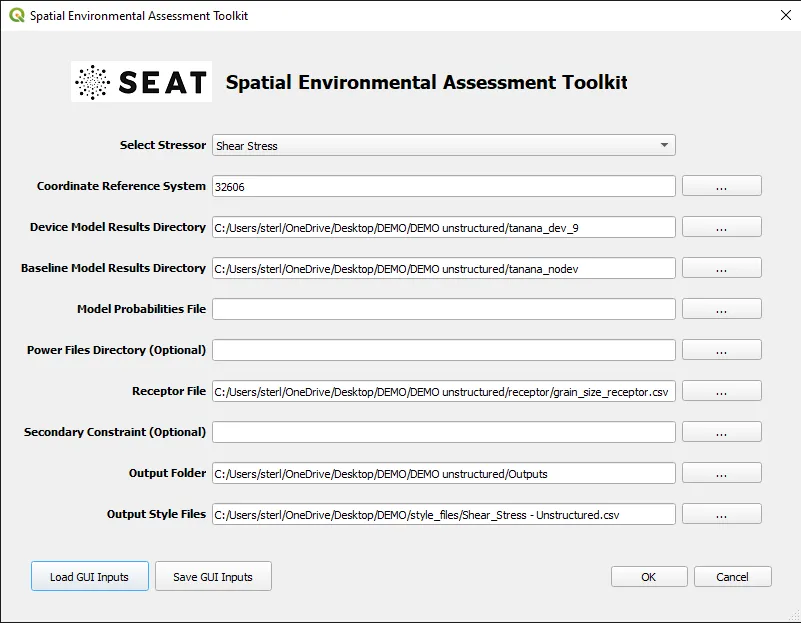 Spatial Environmental Assessment Toolkit
SEAT Spatial Environmental Assessment Toolkit
Select Stressor Shear Stress
Coordinate Reference System 32606 ...
Device Model Results Directory C:/Users/sterl/OneDrive/Desktop/DEMO/DEMO unstructured/tanana_dev_9 ...
Baseline Model Results Directory C:/Users/sterl/OneDrive/Desktop/DEMO/DEMO unstructured/tanana_nodev ...
Model Probabilities File ...
Power Files Directory (Optional) ...
Receptor File C:/Users/sterl/OneDrive/Desktop/DEMO/DEMO unstructured/receptor/grain_size_receptor.csv ...
Secondary Constraint (Optional) ...
Output Folder C:/Users/sterl/OneDrive/Desktop/DEMO/DEMO unstructured/Outputs ...
Output Style Files C:/Users/sterl/OneDrive/Desktop/DEMO/style_files/Shear_Stress - Unstructured.csv ...
Load GUI Inputs Save GUI Inputs OK Cancel